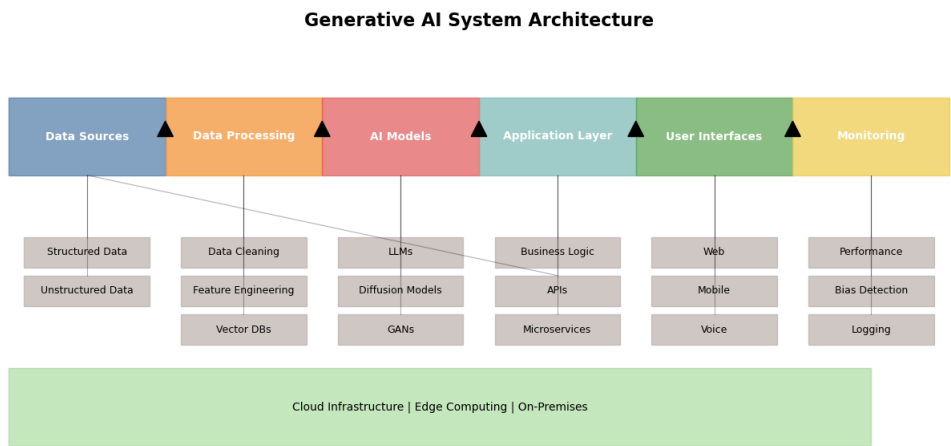 Generative AI System Architecture
Data Sources
Data Processing
AI Models
Application Layer
User Interfaces
Monitoring
Structured Data
Data Cleaning
LLMs
Business Logic
Web
Performance
Unstructured Data
Feature Engineering
Diffusion Models
APIs
Mobile
Bias Detection
Vector DBs
GANs
Microservices
Voice
Logging
Cloud Infrastructure | Edge Computing | On-Premises